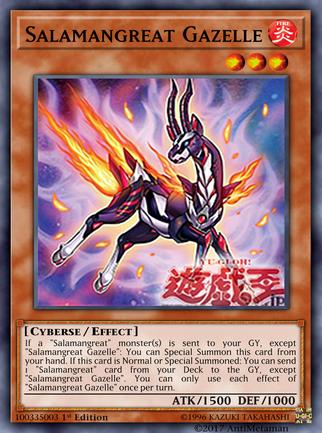 Salamangreat Gazelle
FIRE
炎
YU-GI-OH!
遊戯王
[Cyberse / Effect]
If a "Salamangreat" monster(s) is sent to your GY, except
"Salamangreat Gazelle": You can Special Summon this card
from your hand. If this card is Normal or Special Summoned: You can send
1 "Salamangreat" card from your Deck to the GY, except
"Salamangreat Gazelle". You can only use each effect of
"Salamangreat Gazelle" once per turn.
ATK/1500 DEF/1000
100335003 1st Edition
©1996 KAZUKI TAKAHASHI
©2017 AntiMetaman